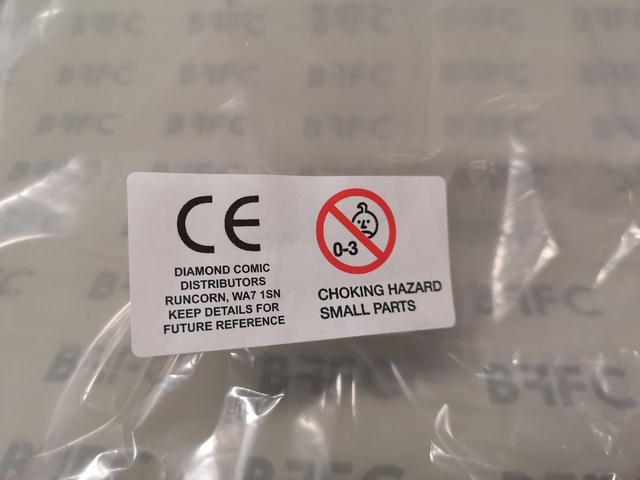 CE
DIAMOND COMIC
DISTRIBUTORS
RUNCORN, WA7 1SN
KEEP DETAILS FOR
FUTURE REFERENCE
0-3
CHOKING HAZARD
SMALL PARTS